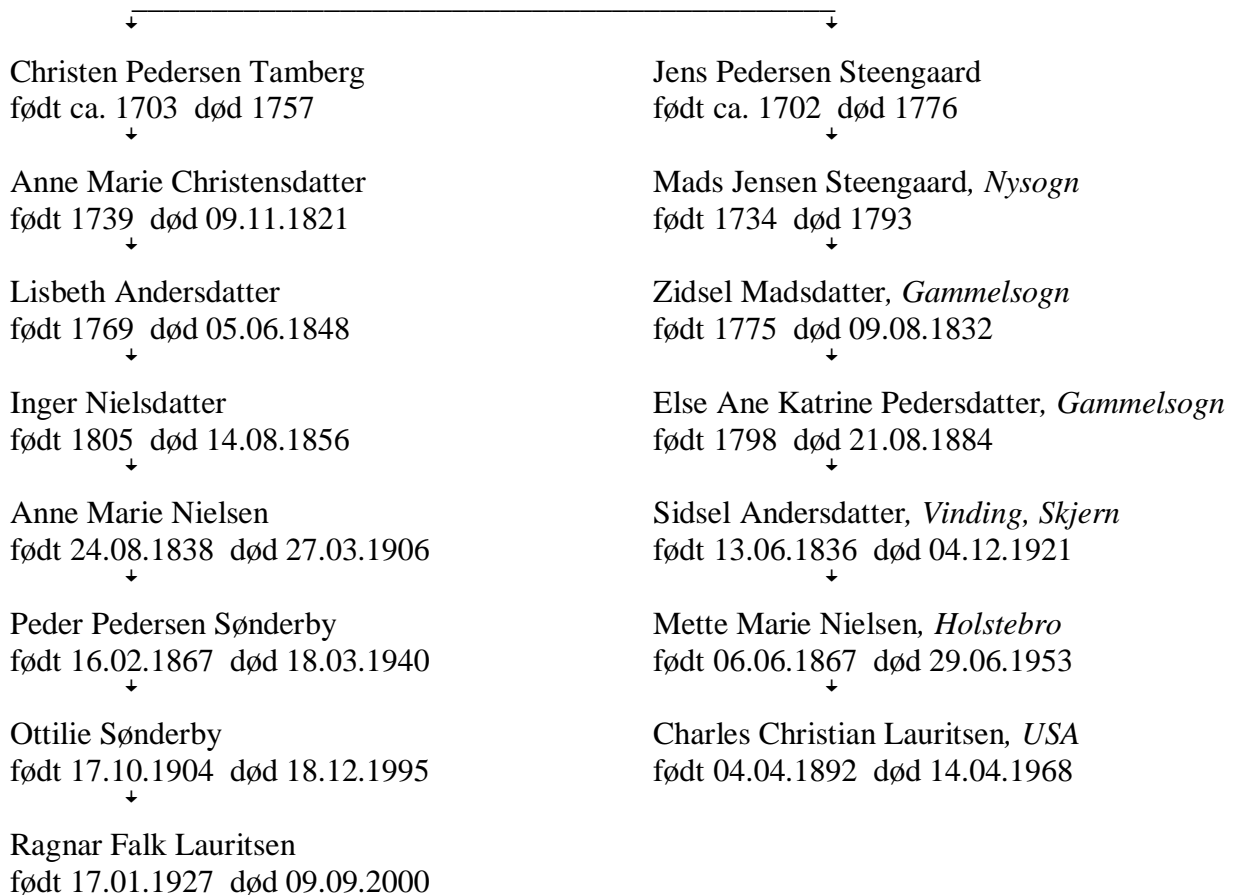 Christen Pedersen Tamberg
født ca. 1703 død 1757
Anne Marie Christensdatter
født 1739 død 09.11.1821
Lisbeth Andersdatter
født 1769 død 05.06.1848
Inger Nielsdatter
født 1805 død 14.08.1856
Anne Marie Nielsen
født 24.08.1838 død 27.03.1906
Peder Pedersen Sønderby
født 16.02.1867 død 18.03.1940
Ottilie Sønderby
født 17.10.1904 død 18.12.1995
Ragnar Falk Lauritsen
født 17.01.1927 død 09.09.2000
Jens Pedersen Steengaard
født ca. 1702 død 1776
Mads Jensen Steengaard, Nysogn
født 1734 død 1793
Zidsel Madsdatter, Gammelsogn
født 1775 død 09.08.1832
Else Ane Katrine Pedersdatter, Gammelsogn
født 1798 død 21.08.1884
Sidsel Andersdatter, Vinding, Skjern
født 13.06.1836 død 04.12.1921
Mette Marie Nielsen, Holstebro
født 06.06.1867 død 29.06.1953
Charles Christian Lauritsen, USA
født 04.04.1892 død 14.04.1968